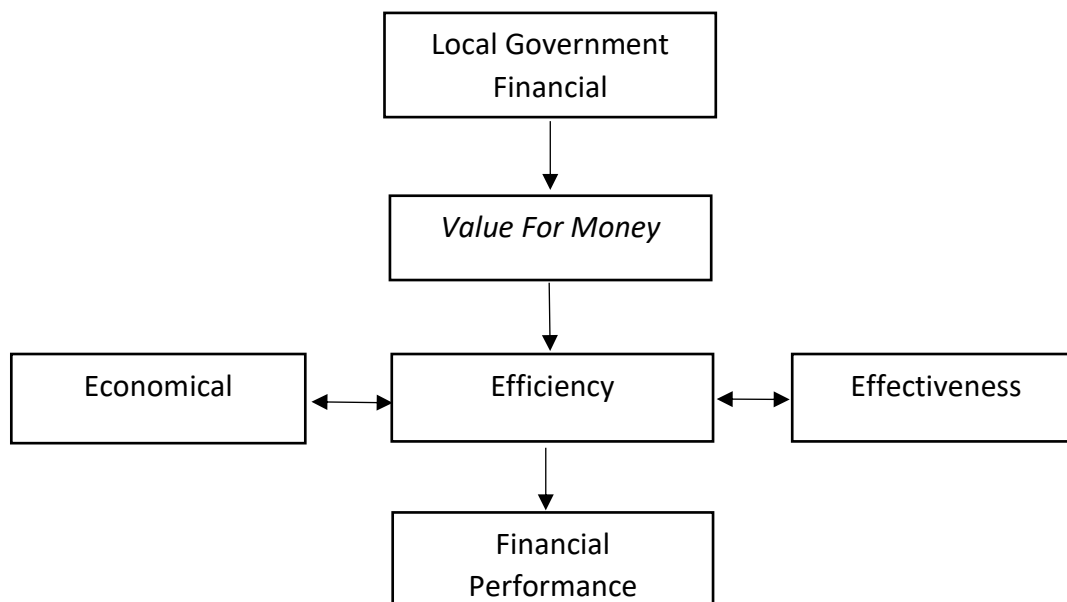 Local Government
Financial
Value For Money
Economical
Efficiency
Effectiveness
Financial
Performance